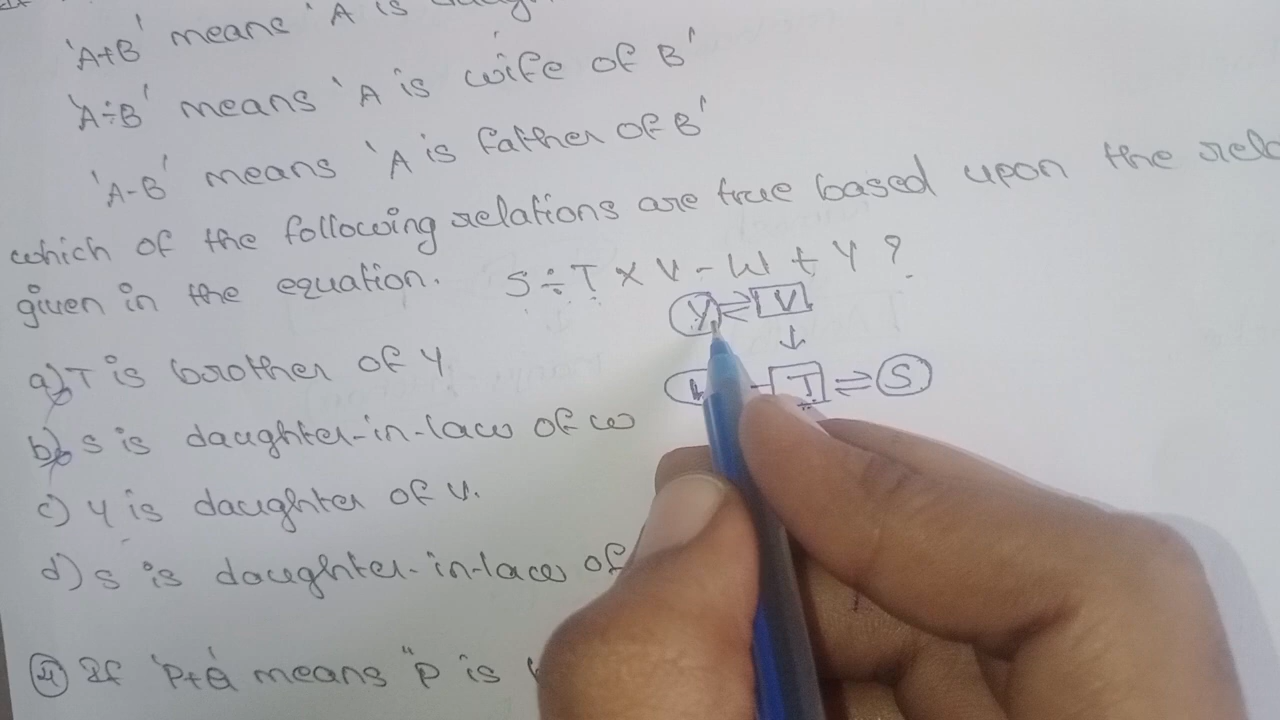 'A+B' means 'A is
'A÷B' means 'A is wife of B'
'A-B' means 'A is father of B'
which of the following relations are true based upon the
given in the equation. S÷T×V-W+Y?
Y ⇌ V
↓
T ⇌ S
a) T is brother of Y
b) S is daughter-in-law of w
c) Y is daughter of V.
d) S is daughter-in-law of
④ If 'P+Q' means "P is